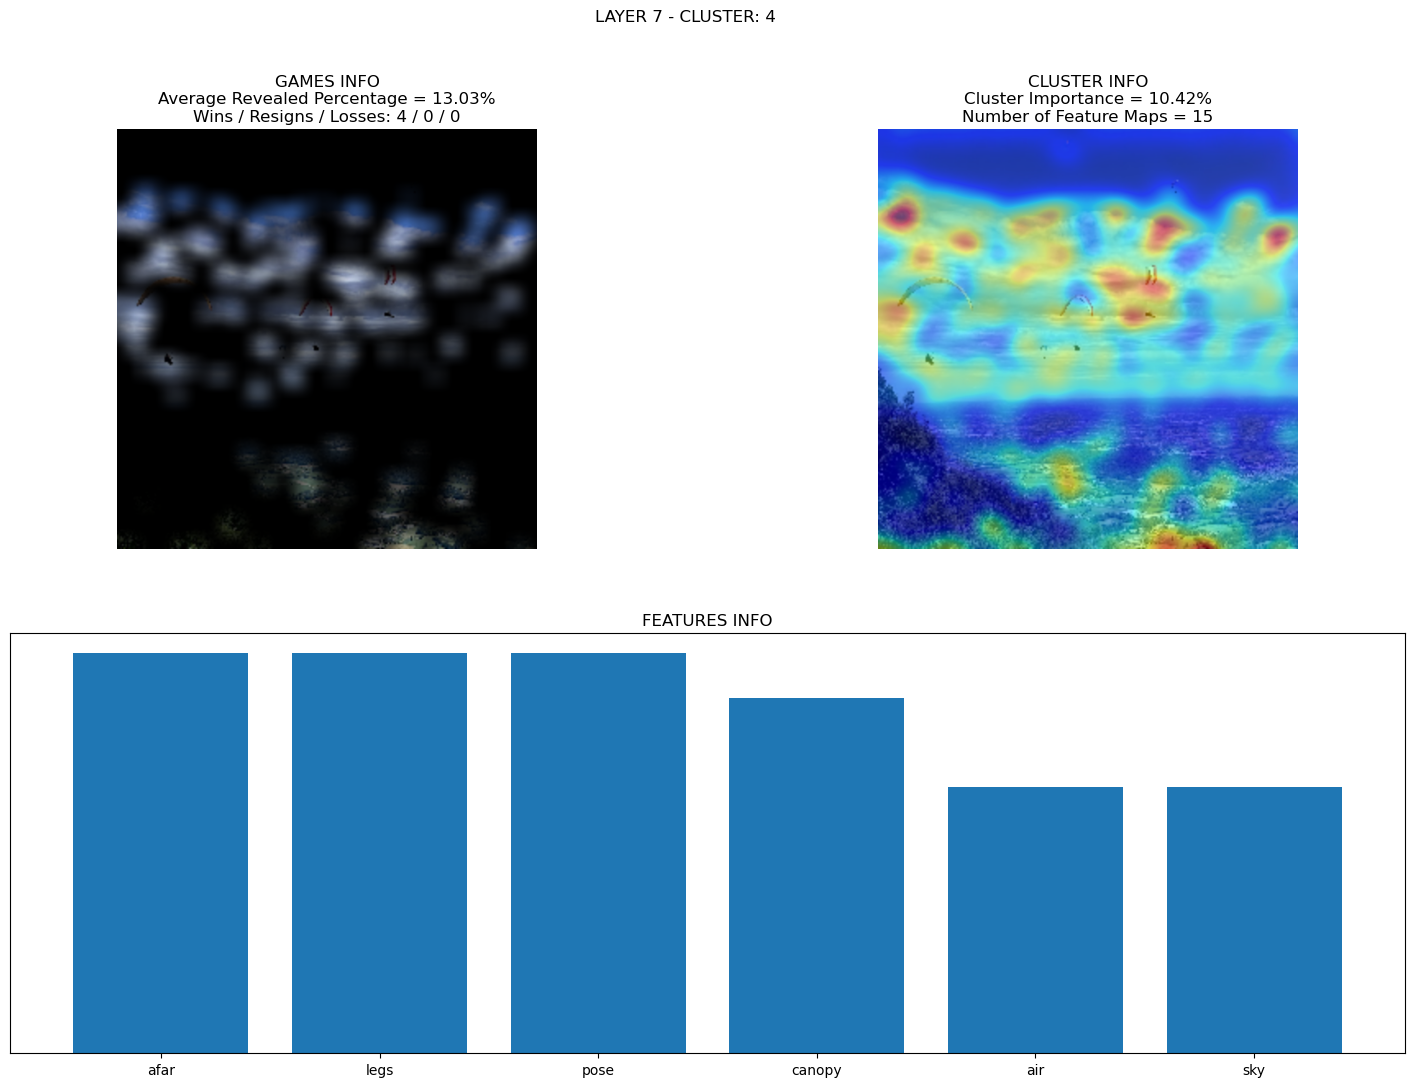 LAYER 7 - CLUSTER: 4
GAMES INFO
Average Revealed Percentage = 13.03%
Wins / Resigns / Losses: 4 / 0 / 0
CLUSTER INFO
Cluster Importance = 10.42%
Number of Feature Maps = 15
FEATURES INFO
afar legs pose canopy air sky